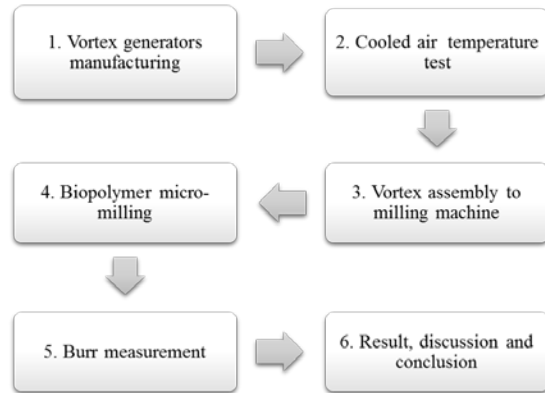 1. Vortex generators
manufacturing
2. Cooled air temperature
test
3. Vortex assembly to
milling machine
4. Biopolymer micro-
milling
5. Burr measurement
6. Result, discussion and
conclusion